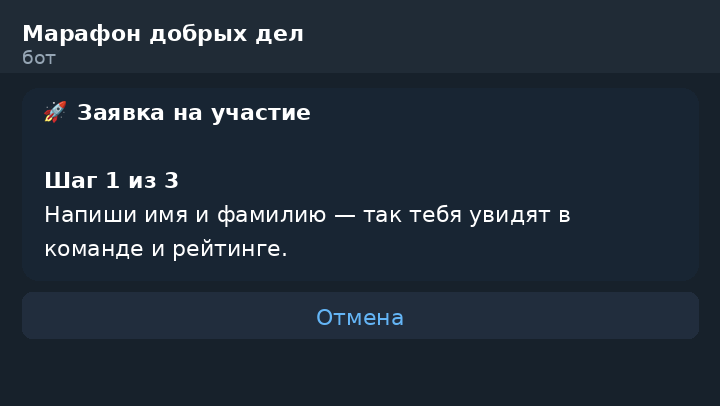 Марафон добрых дел
бот
🚀 Заявка на участие
Шаг 1 из 3
Напиши имя и фамилию — так тебя увидят в
команде и рейтинге.
Отмена